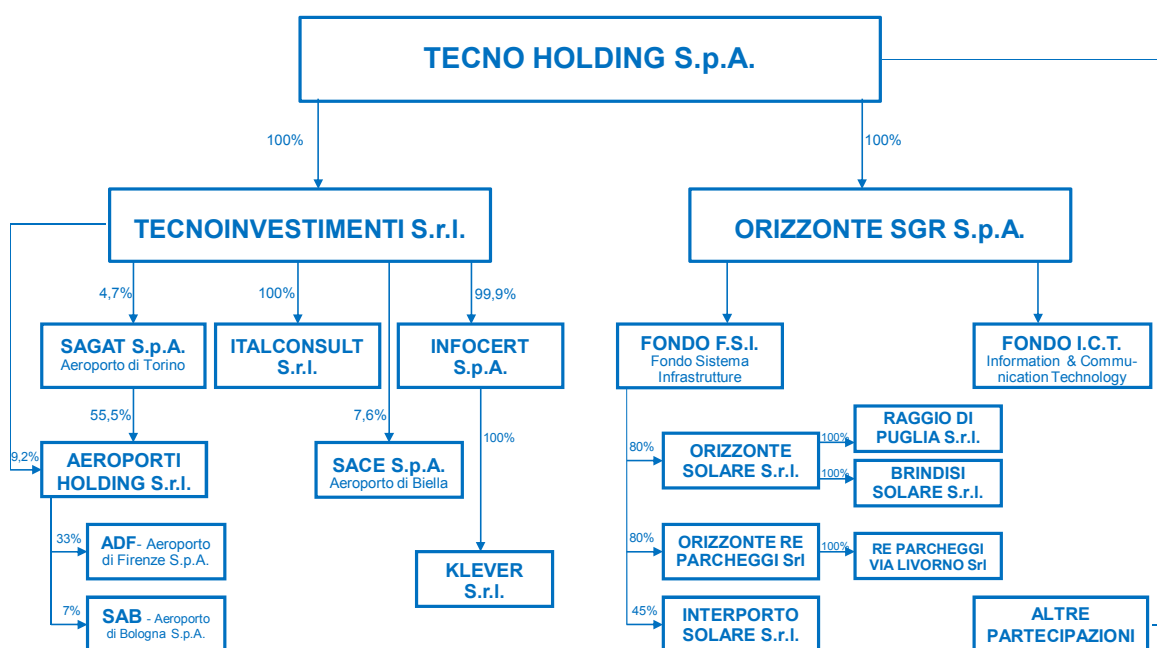 TECNO HOLDING S.p.A.
100%
100%
TECNOINVESTIMENTI S.r.l.
ORIZZONTE SGR S.p.A.
4,7%
100%
99,9%
SAGAT S.p.A.
Aeroporto di Torino
ITALCONSULT
S.r.l.
INFOCERT
S.p.A.
FONDO F.S.I.
Fondo Sistema
Infrastrutture
FONDO I.C.T.
Information & Commu-
nication Technology
55,5%
7,6%
100%
9,2%
AEROPORTI
HOLDING S.r.l.
SACE S.p.A.
Aeroporto di Biella
80%
ORIZZONTE
SOLARE S.r.l.
100%
RAGGIO DI
PUGLIA S.r.l.
100%
BRINDISI
SOLARE S.r.l.
33%
ADF- Aeroporto
di Firenze S.p.A.
KLEVER
S.r.l.
80%
ORIZZONTE RE
PARCHEGGI Srl
100%
RE PARCHEGGI
VIA LIVORNO Srl
7%
SAB - Aeroporto
di Bologna S.p.A.
45%
INTERPORTO
SOLARE S.r.l.
ALTRE
PARTECIPAZIONI